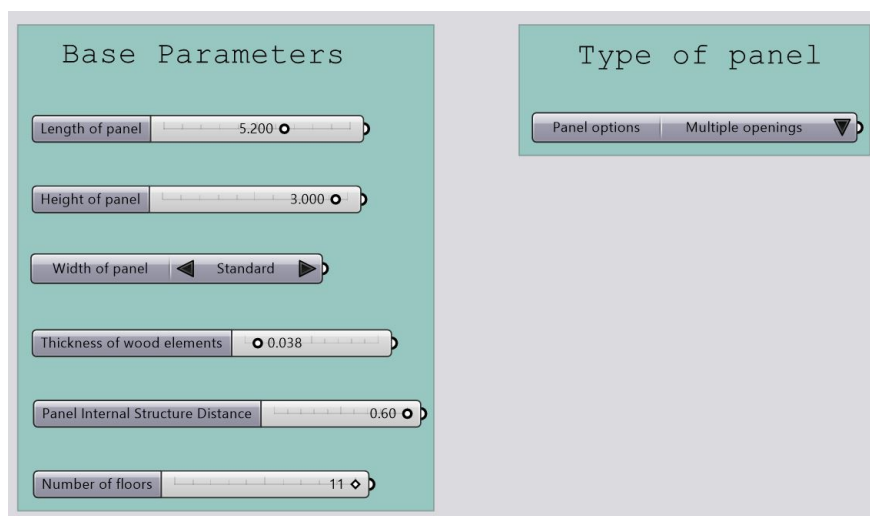 Base Parameters
Length of panel 5.200
Height of panel 3.000
Width of panel Standard
Thickness of wood elements 0.038
Panel Internal Structure Distance 0.60
Number of floors 11
Type of panel
Panel options Multiple openings